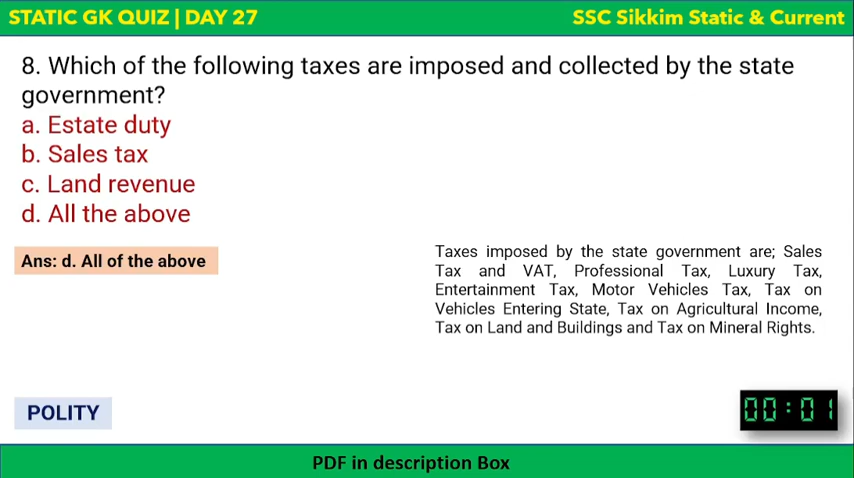 STATIC GK QUIZ | DAY 27
SSC Sikkim Static & Current
8. Which of the following taxes are imposed and collected by the state
government?
a. Estate duty
b. Sales tax
c. Land revenue
d. All the above
Ans: d. All of the above
Taxes imposed by the state government are; Sales
Tax and VAT, Professional Tax, Luxury Tax,
Entertainment Tax, Motor Vehicles Tax, Tax on
Vehicles Entering State, Tax on Agricultural Income,
Tax on Land and Buildings and Tax on Mineral Rights.
POLITY
00:01
PDF in description Box